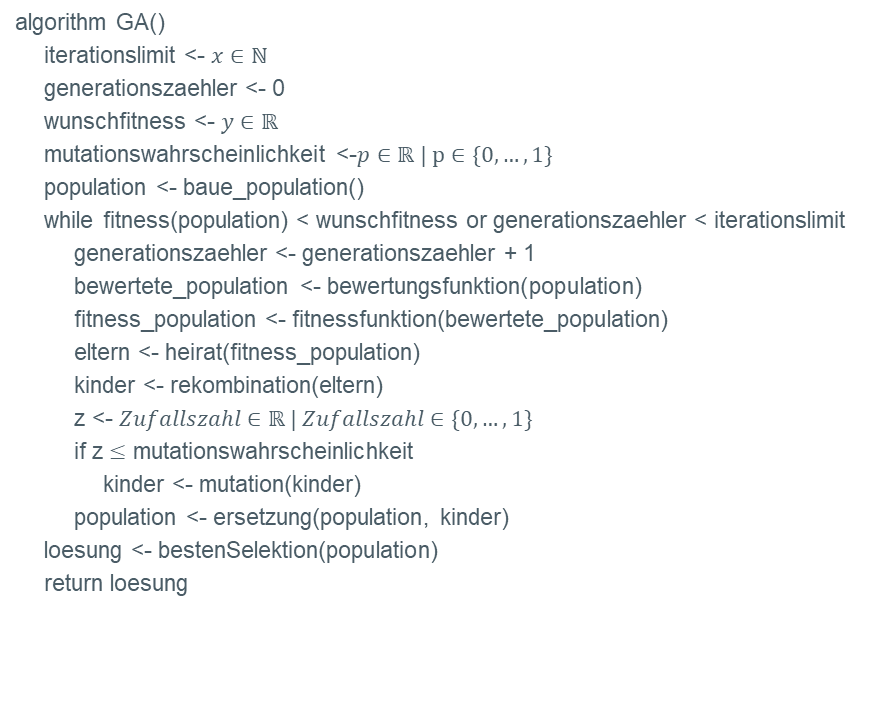 algorithm GA()
iterationslimit <- x ∈ ℕ
generationszaehler <- 0
wunschfitness <- y ∈ ℝ
mutationswahrscheinlichkeit <-p ∈ ℝ | p ∈ {0, … , 1}
population <- baue_population()
while fitness(population) < wunschfitness or generationszaehler < iterationslimit
generationszaehler <- generationszaehler + 1
bewertete_population <- bewertungsfunktion(population)
fitness_population <- fitnessfunktion(bewertete_population)
eltern <- heirat(fitness_population)
kinder <- rekombination(eltern)
z <- Zufallszahl ∈ ℝ | Zufallszahl ∈ {0, … , 1}
if z ≤ mutationswahrscheinlichkeit
kinder <- mutation(kinder)
population <- ersetzung(population, kinder)
loesung <- bestenSelektion(population)
return loesung